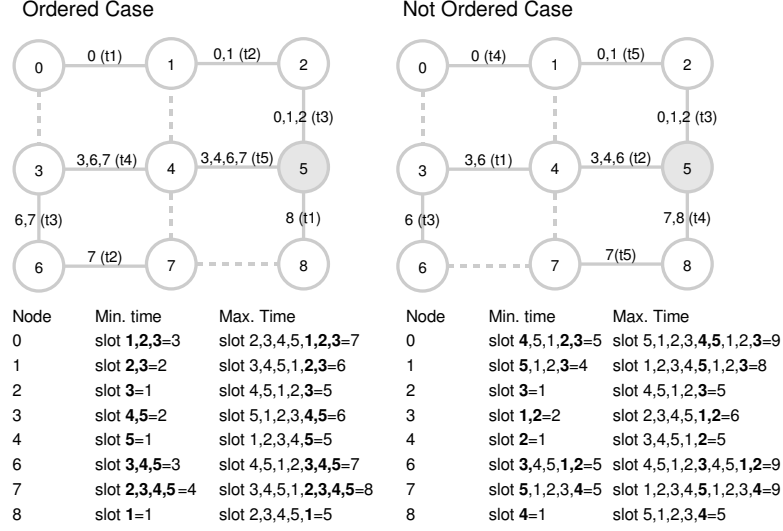 Ordered Case Not Ordered Case
0 0 (t1) 1 0,1 (t2) 2 0 0 (t4) 1 0,1 (t5) 2
0,1,2 (t3) 0,1,2 (t3)
3 3,6,7 (t4) 4 3,4,6,7 (t5) 5 3 3,6 (t1) 4 3,4,6 (t2) 5
6,7 (t3) 8 (t1) 6 (t3) 7,8 (t4)
6 7 (t2) 7 8 6 7 7(t5) 8
Node Min. time Max. Time Node Min. time Max. Time
0 slot 1,2,3=3 slot 2,3,4,5,1,2,3=7 0 slot 4,5,1,2,3=5 slot 5,1,2,3,4,5,1,2,3=9
1 slot 2,3=2 slot 3,4,5,1,2,3=6 1 slot 5,1,2,3=4 slot 1,2,3,4,5,1,2,3=8
2 slot 3=1 slot 4,5,1,2,3=5 2 slot 3=1 slot 4,5,1,2,3=5
3 slot 4,5=2 slot 5,1,2,3,4,5=6 3 slot 1,2=2 slot 2,3,4,5,1,2=6
4 slot 5=1 slot 1,2,3,4,5=5 4 slot 2=1 slot 3,4,5,1,2=5
6 slot 3,4,5=3 slot 4,5,1,2,3,4,5=7 6 slot 3,4,5,1,2=5 slot 4,5,1,2,3,4,5,1,2=9
7 slot 2,3,4,5=4 slot 3,4,5,1,2,3,4,5=8 7 slot 5,1,2,3,4=5 slot 1,2,3,4,5,1,2,3,4=9
8 slot 1=1 slot 2,3,4,5,1=5 8 slot 4=1 slot 5,1,2,3,4=5